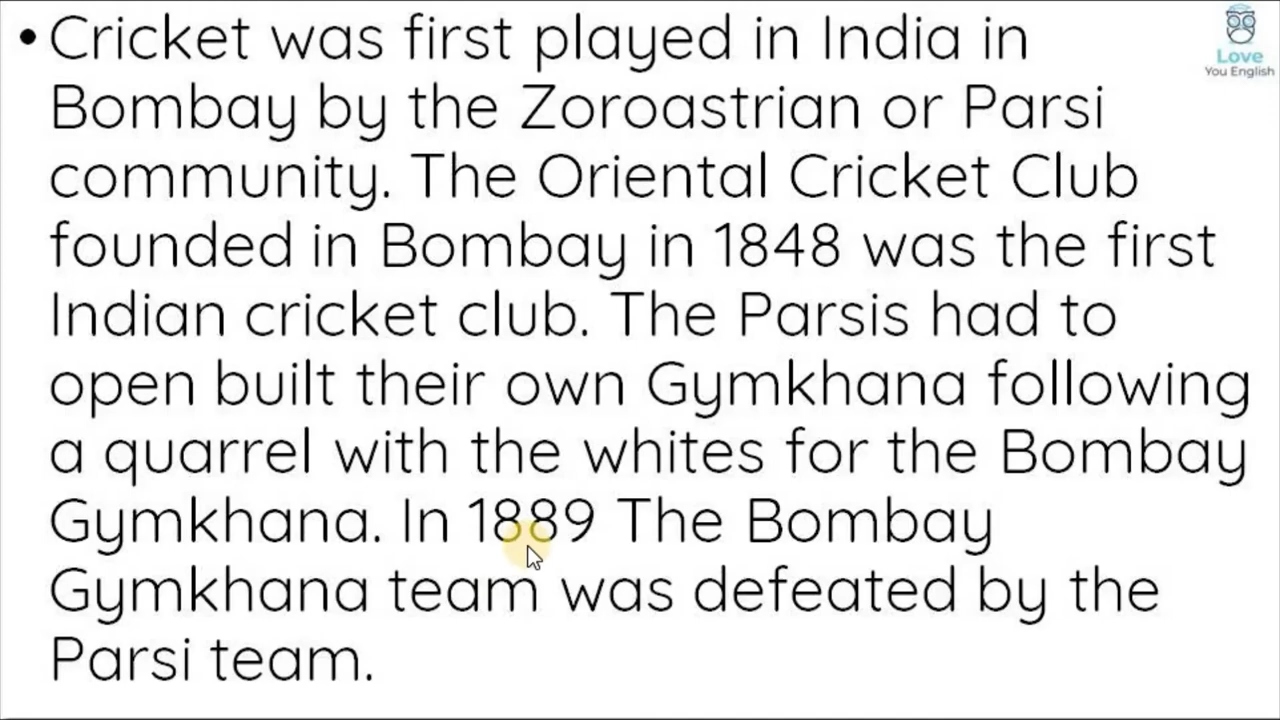 • Cricket was first played in India in
Bombay by the Zoroastrian or Parsi
community. The Oriental Cricket Club
founded in Bombay in 1848 was the first
Indian cricket club. The Parsis had to
open built their own Gymkhana following
a quarrel with the whites for the Bombay
Gymkhana. In 1889 The Bombay
Gymkhana team was defeated by the
Parsi team.
Love
You English